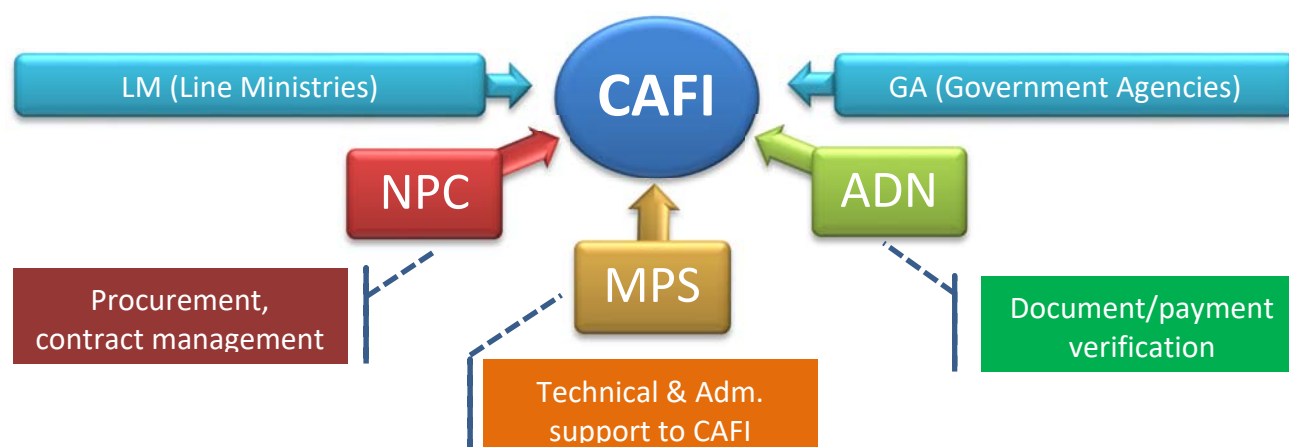 LM (Line Ministries)
CAFI
GA (Government Agencies)
NPC
ADN
MPS
Procurement,
contract management
Document/payment
verification
Technical & Adm.
support to CAFI